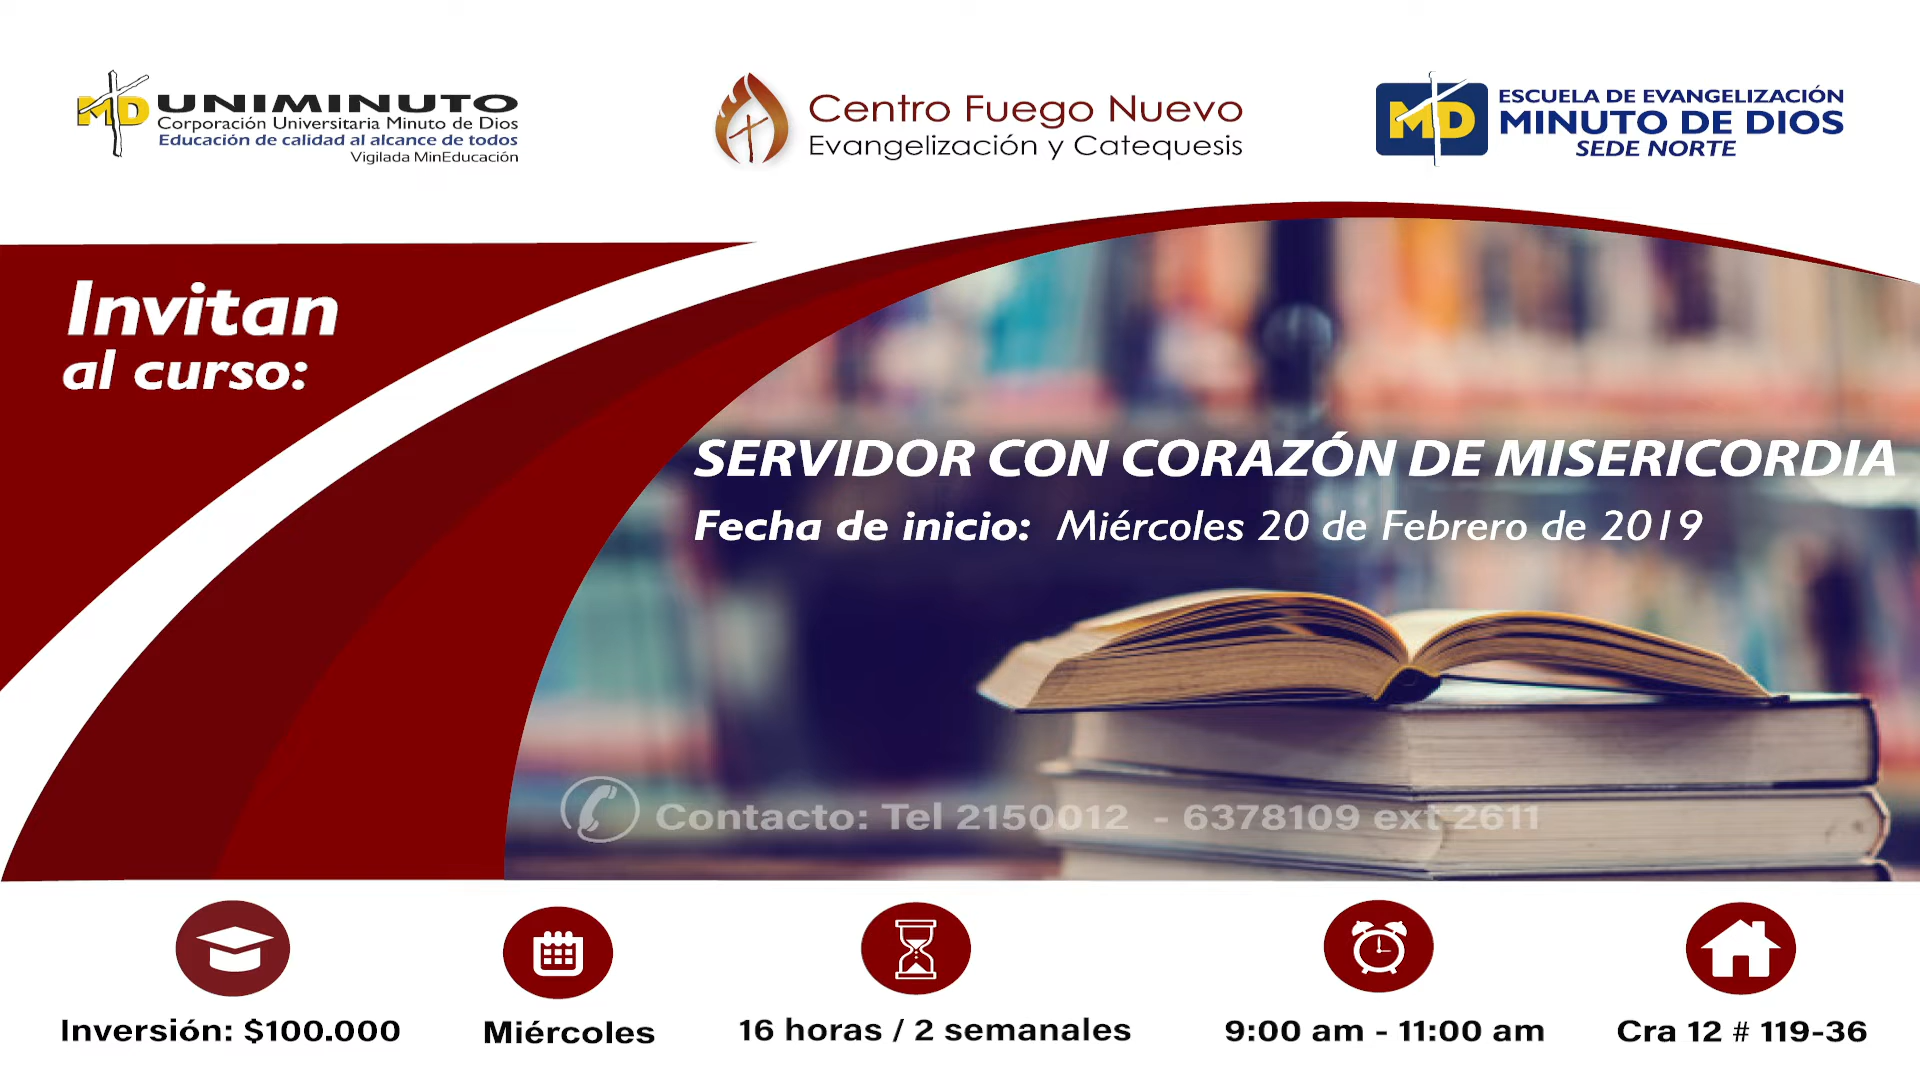 MD UNIMINUTO
Corporación Universitaria Minuto de Dios
Educación de calidad al alcance de todos
Vigilada MinEducación
Centro Fuego Nuevo
Evangelización y Catequesis
MD
ESCUELA DE EVANGELIZACIÓN
MINUTO DE DIOS
SEDE NORTE
Invitan
al curso:
SERVIDOR CON CORAZÓN DE MISERICORDIA
Fecha de inicio: Miércoles 20 de Febrero de 2019
Contacto: Tel 2150012 - 6378109 ext 2611
Inversión: $100.000
Miércoles
16 horas / 2 semanales
9:00 am - 11:00 am
Cra 12 # 119-36